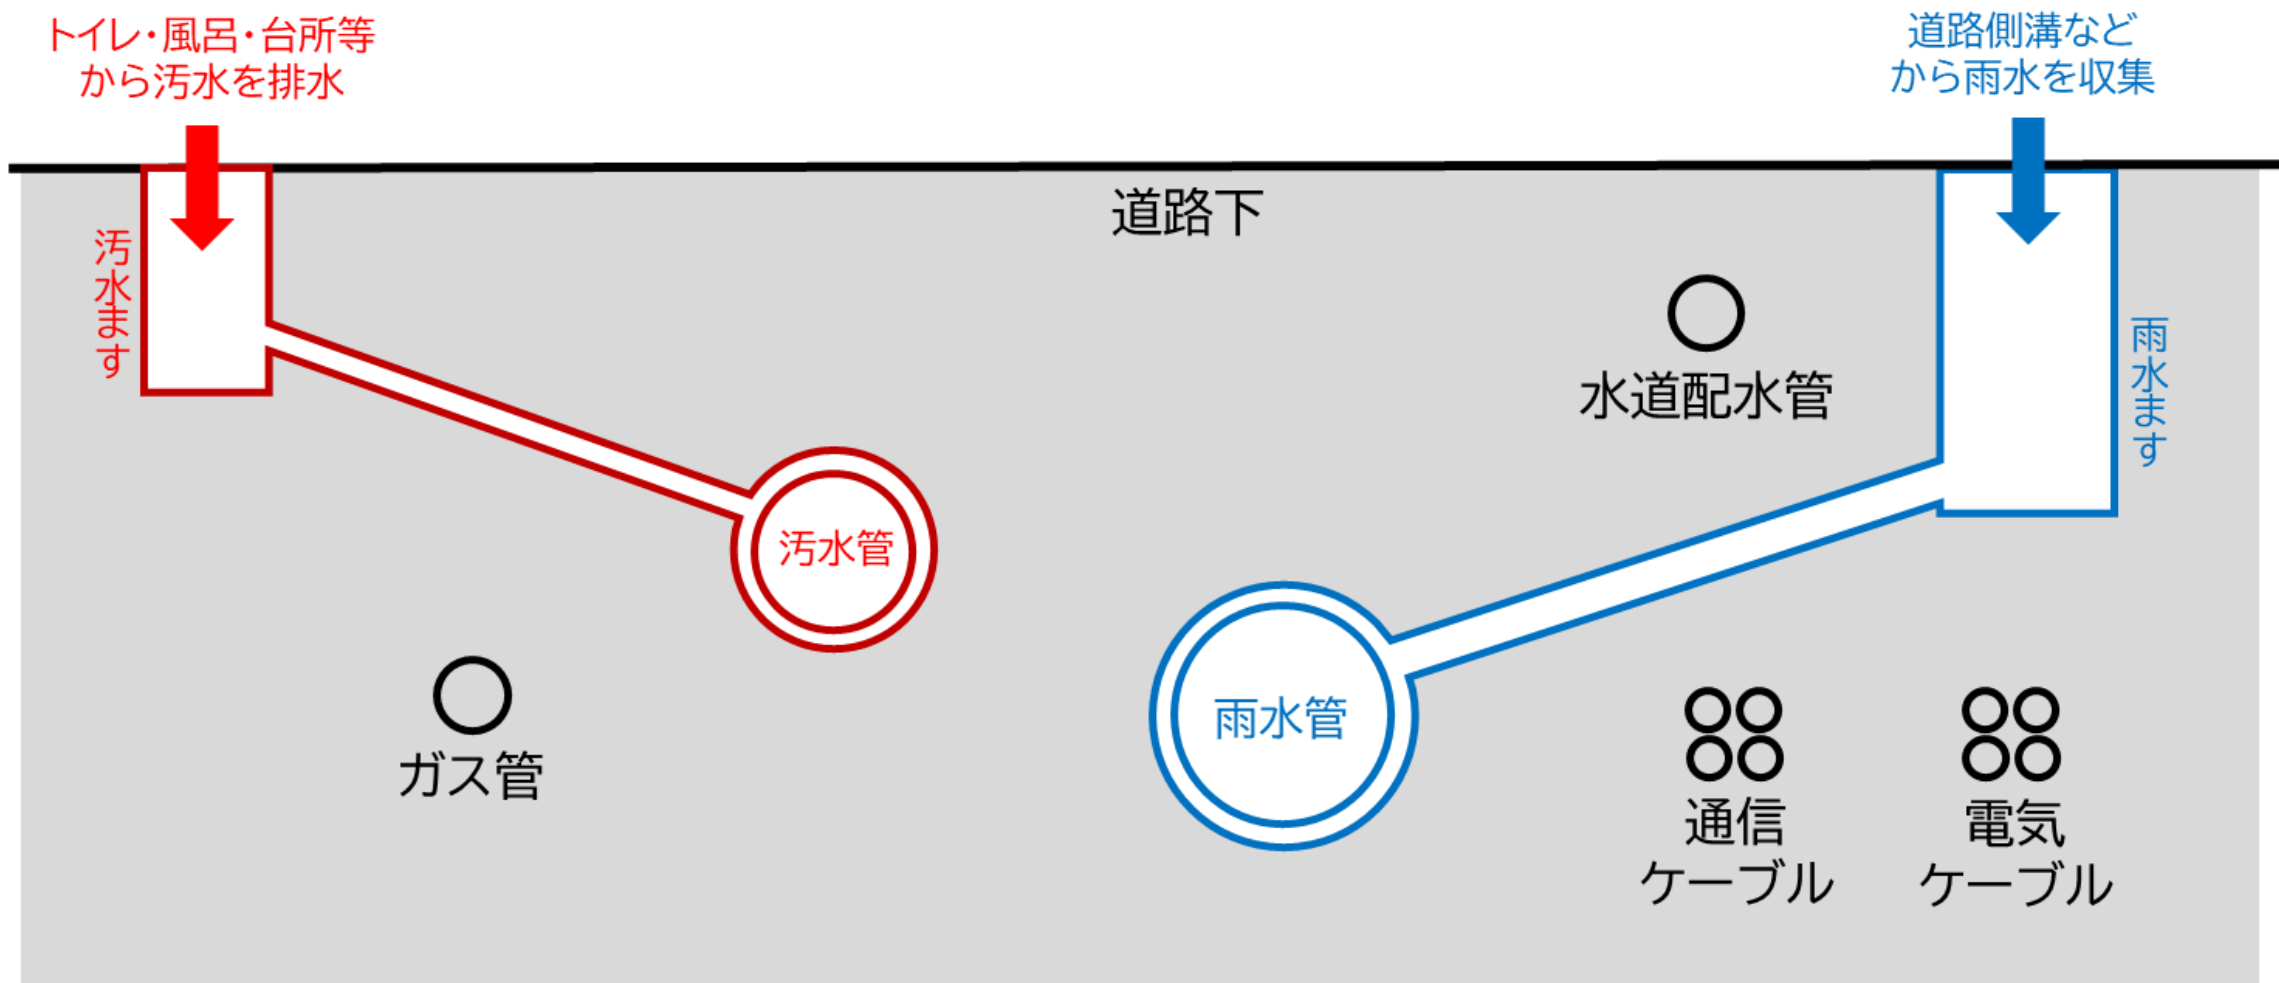 トイレ・風呂・台所等
から汚水を排水
道路側溝など
から雨水を収集
道路下
汚水ます
水道配水管
雨水ます
汚水管
雨水管
ガス管
通信
ケーブル
電気
ケーブル